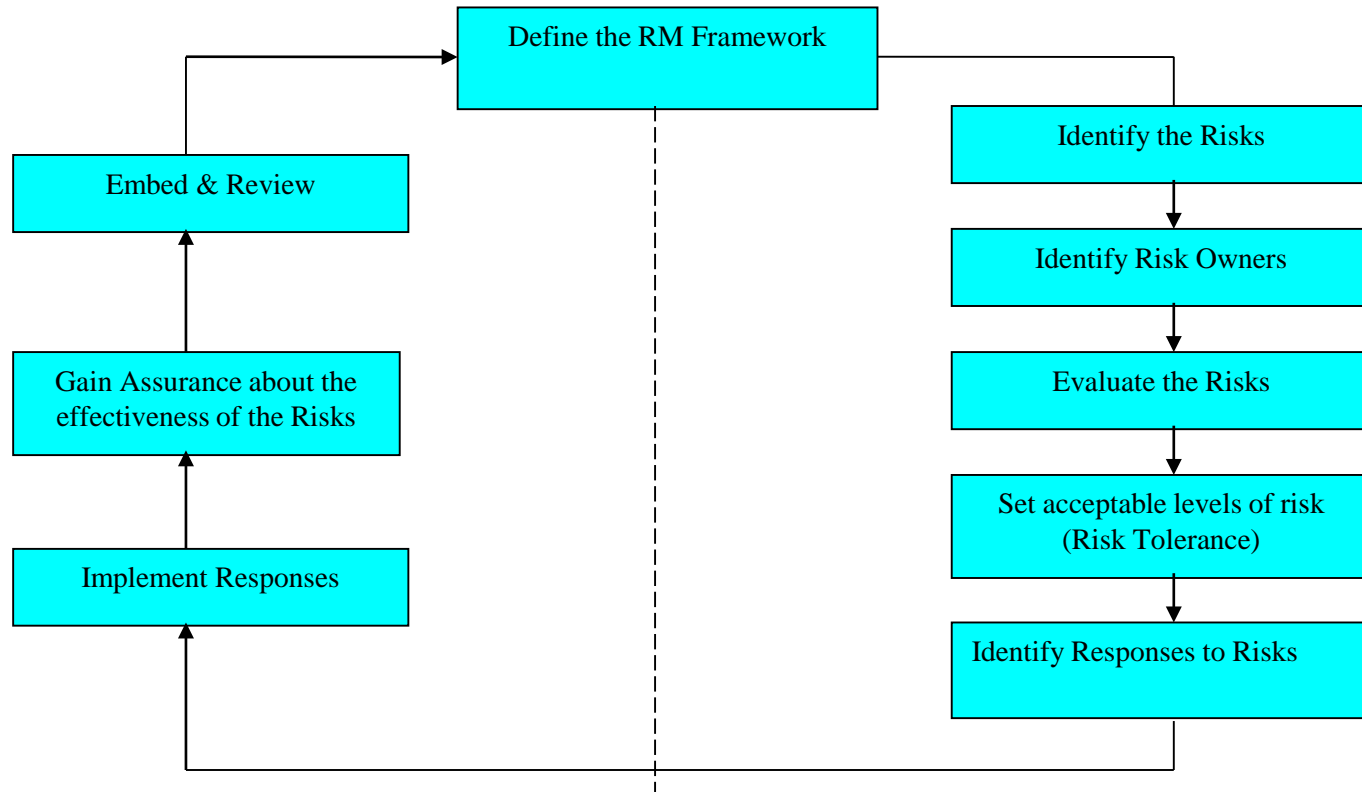 Define the RM Framework
Identify the Risks
Identify Risk Owners
Evaluate the Risks
Set acceptable levels of risk
(Risk Tolerance)
Identify Responses to Risks
Implement Responses
Gain Assurance about the
effectiveness of the Risks
Embed & Review